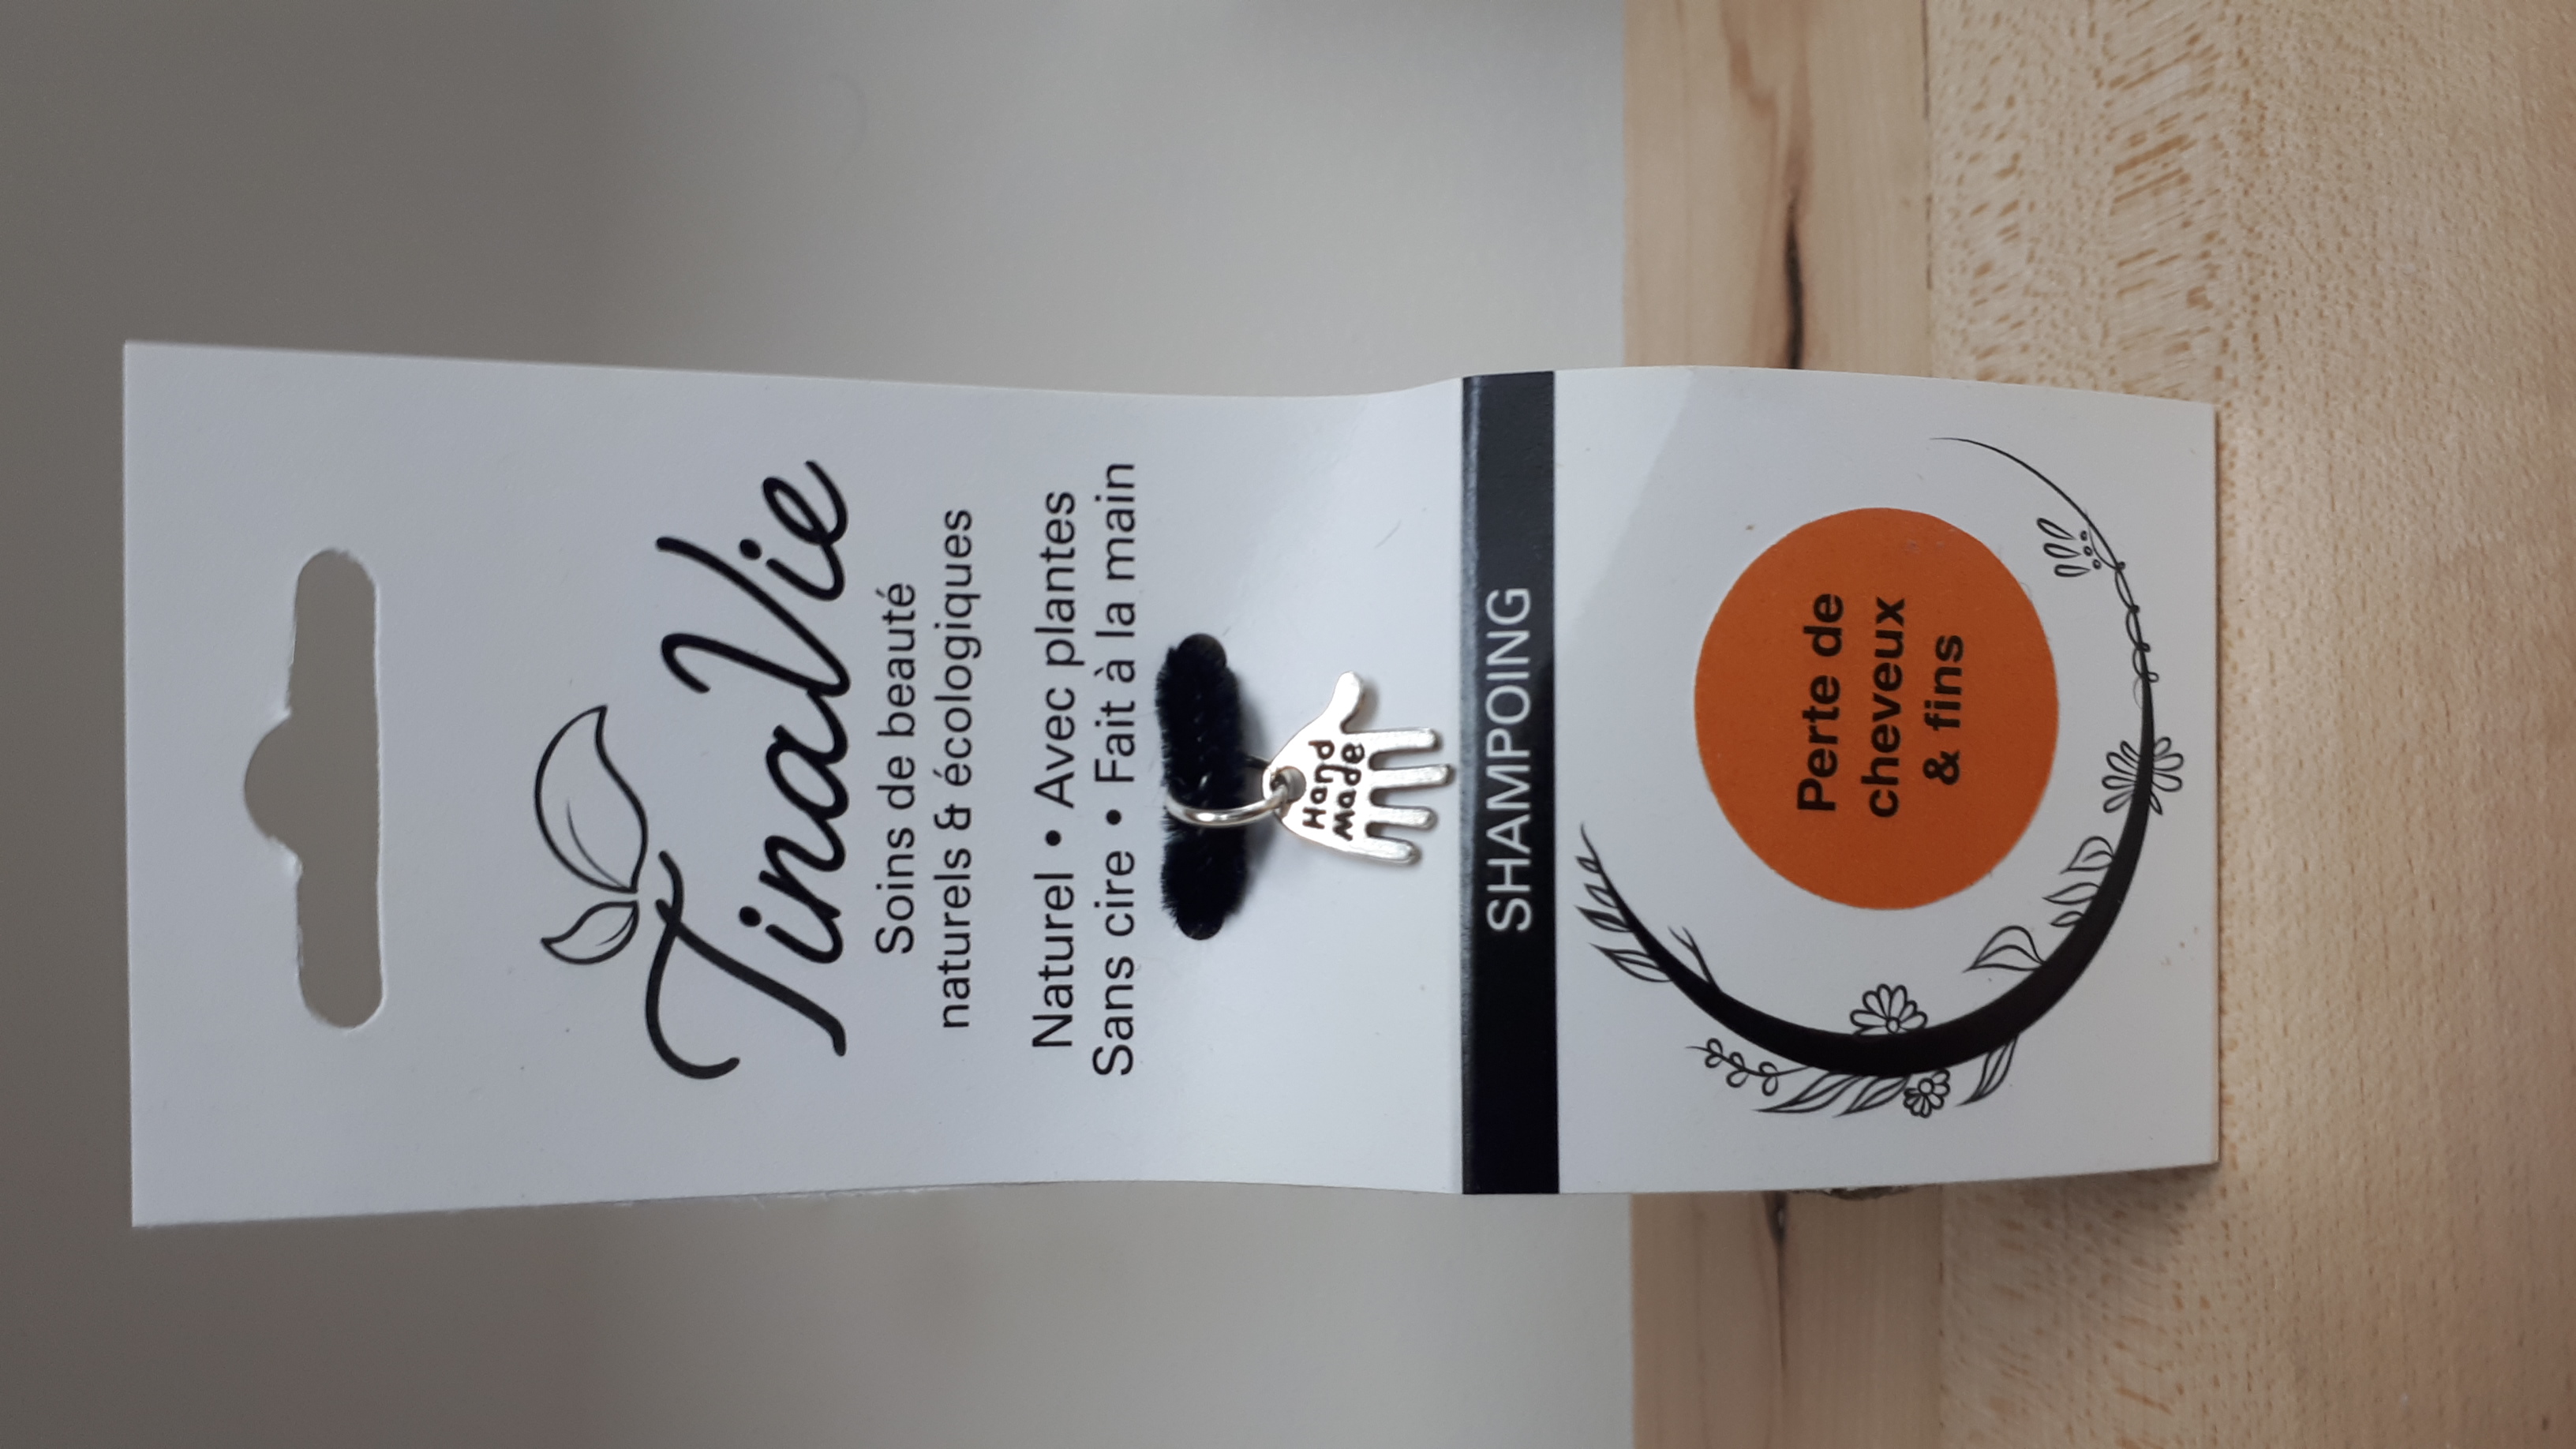 TinaVie
Soins de beauté
naturels & écologiques
Naturel • Avec plantes
Sans cire • Fait à la main
Hand
made
SHAMPOING
Perte de
cheveux
& fins